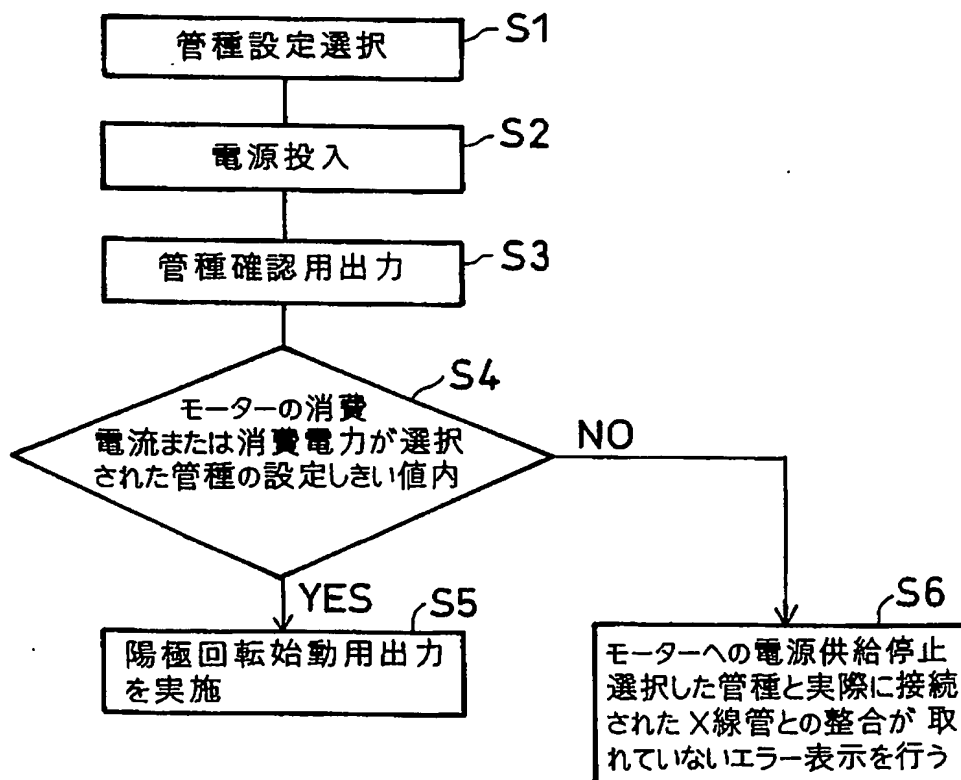 管種設定選択
S1
電源投入
S2
管種確認用出力
S3
S4
モーターの消費
電流または消費電力が選択
された管種の設定しきい値内
NO
YES
S5
陽極回転始動用出力
を実施
S6
モーターへの電源供給停止
選択した管種と実際に接続
されたX線管との整合が取
れていないエラー表示を行う